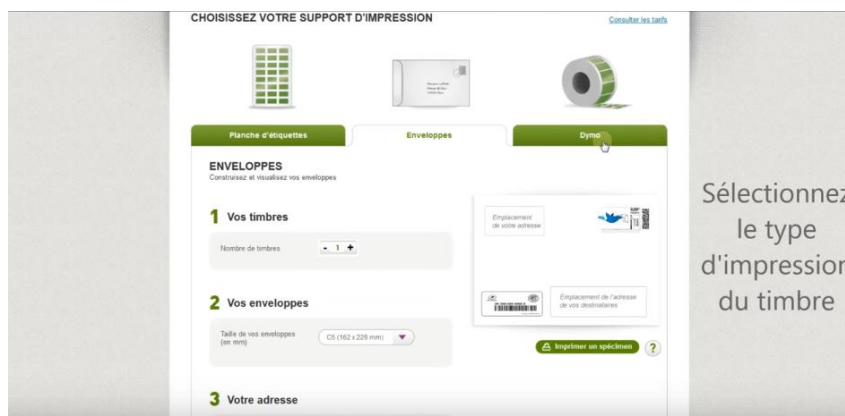 CHOISISSEZ VOTRE SUPPORT D'IMPRESSION
Consulter les tarifs
Planche d'étiquettes
Enveloppes
Dymo
ENVELOPPES
Construisez et visualisez vos enveloppes
1 Vos timbres
Nombre de timbres
- 1 +
Emplacement
de votre adresse
2 Vos enveloppes
Taille de vos enveloppes
(en mm)
C5 (162 x 229 mm)
Emplacement de l'adresse
de vos destinataires
Imprimer un spécimen
?
3 Votre adresse
Sélectionnez
le type
d'impression
du timbre